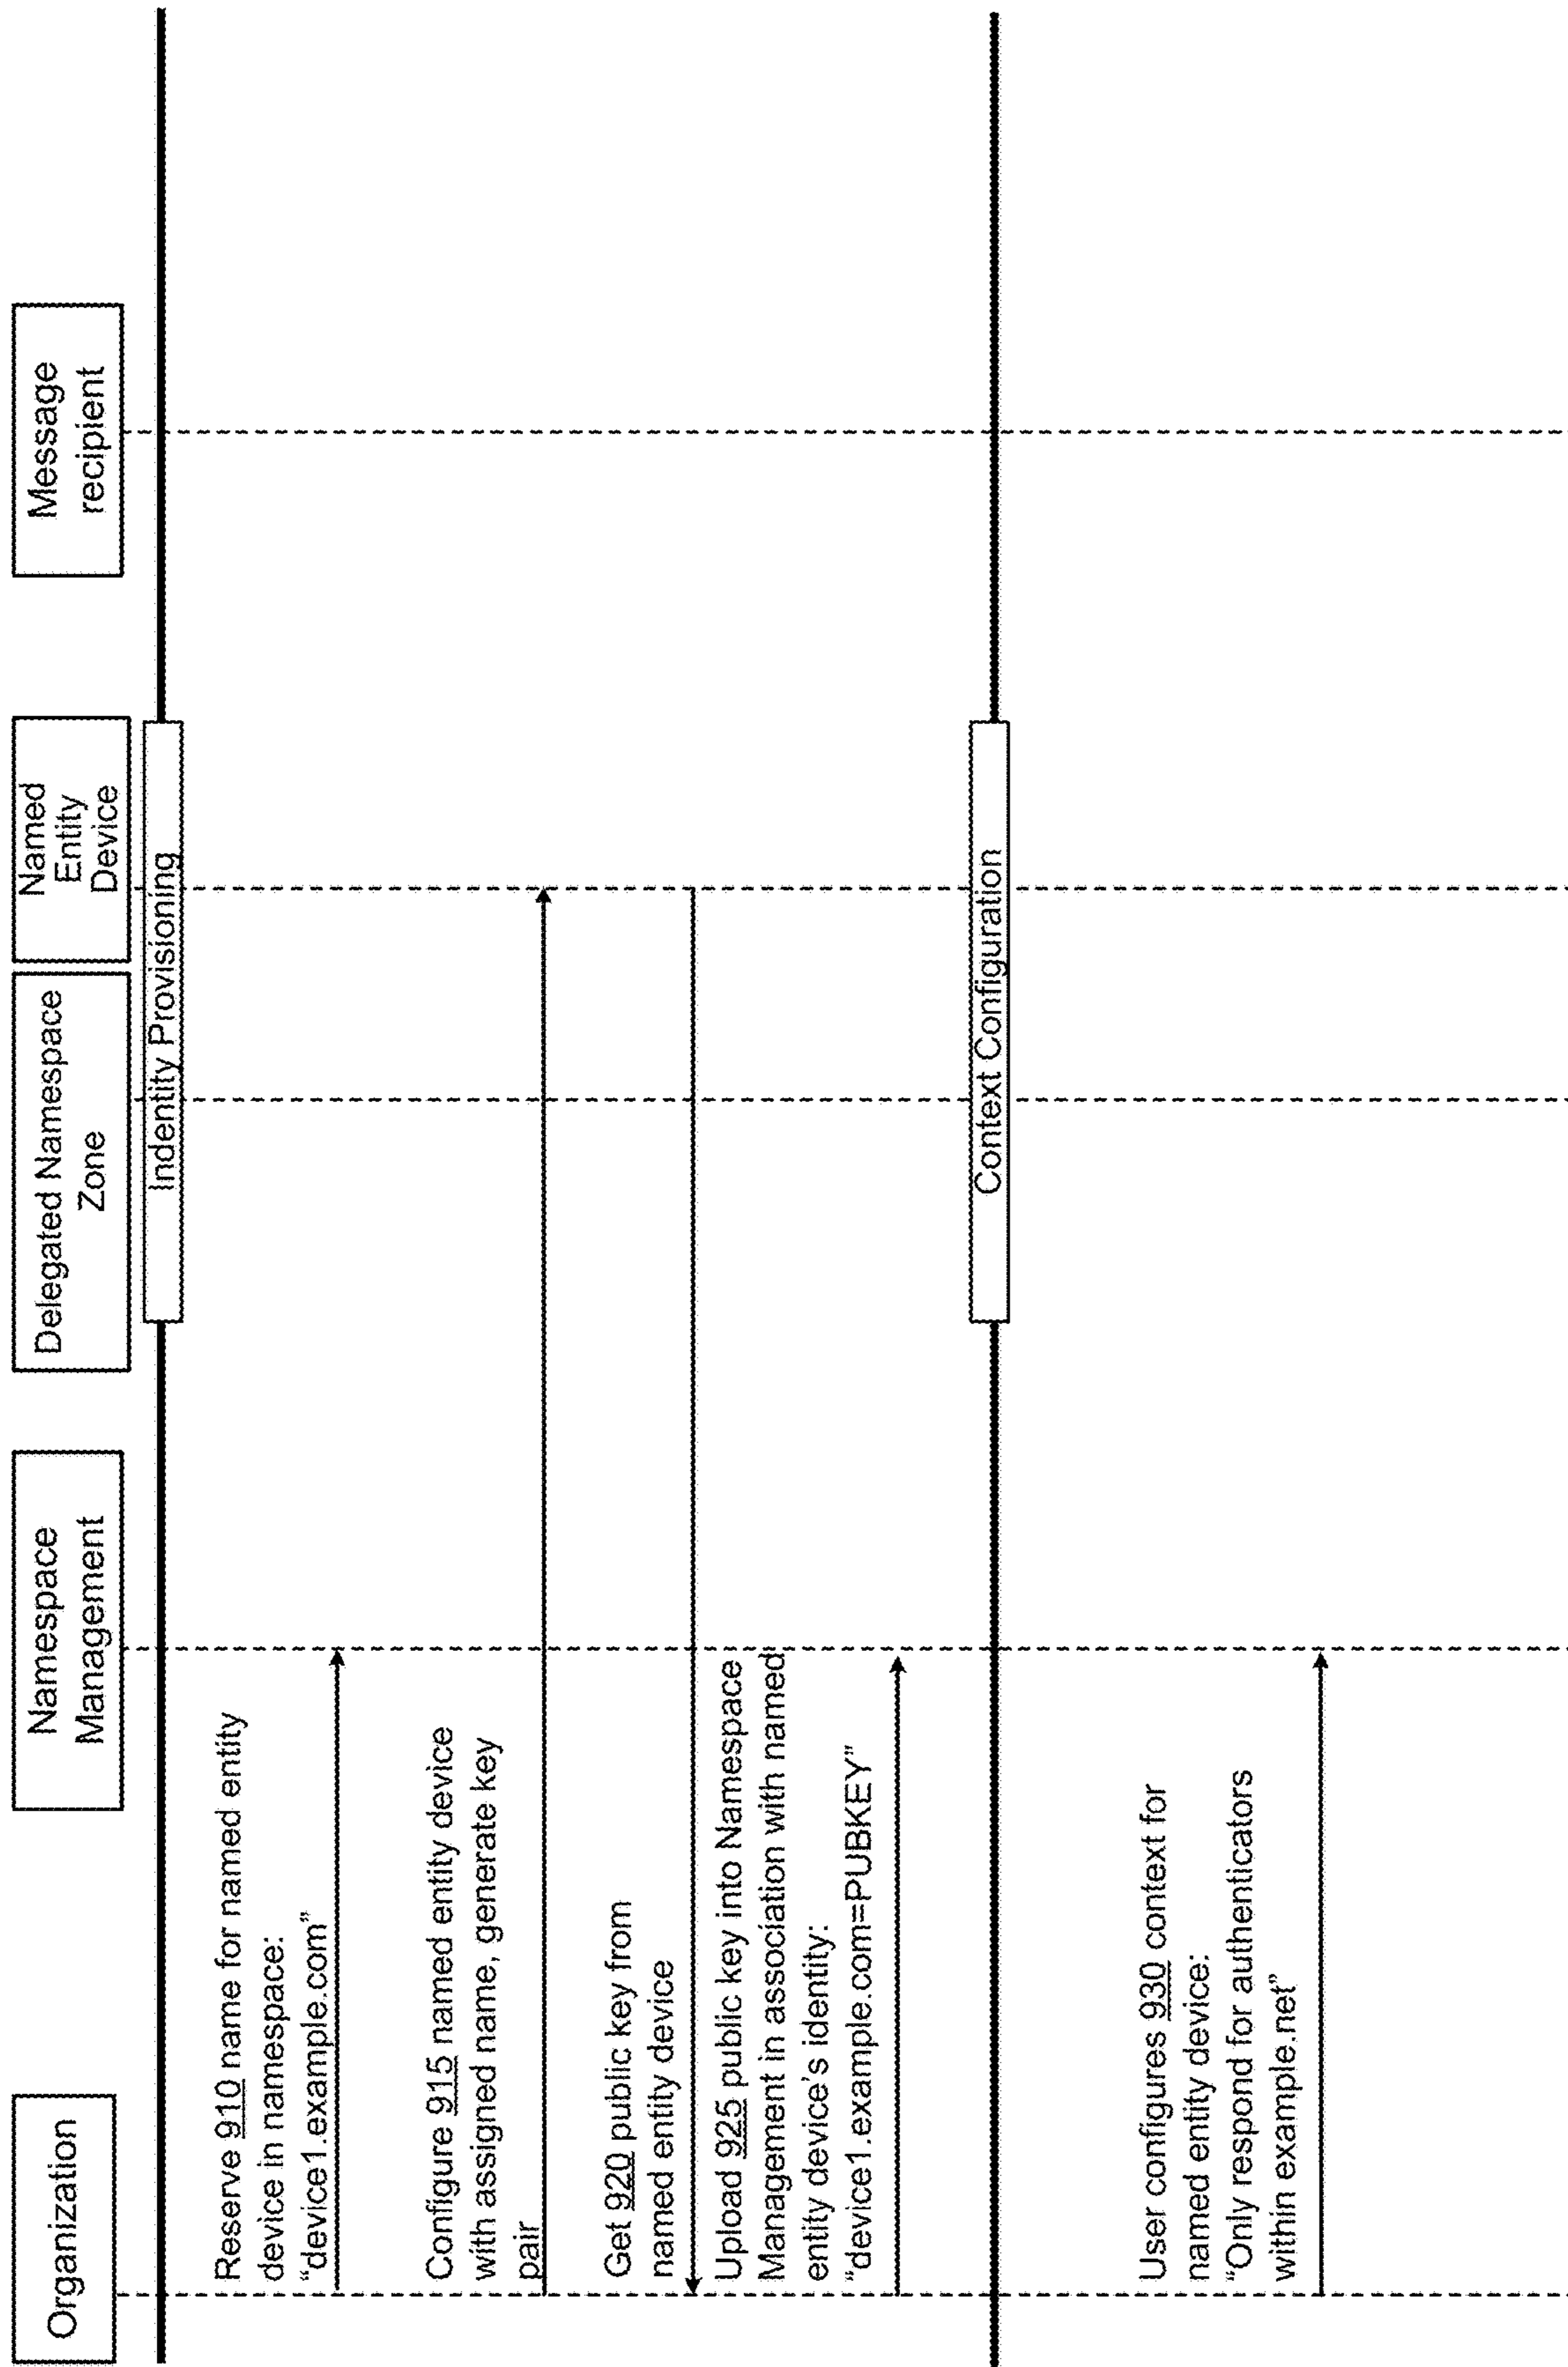 Organization
Namespace
Management
Delegated Namespace
Zone
Named
Entity
Device
Message
recipient
Indentity Provisioning
Reserve 910 name for named entity
device in namespace:
“device1.example.com”
Configure 915 named entity device
with assigned name, generate key
pair
Get 920 public key from
named entity device
Upload 925 public key into Namespace
Management in association with named
entity device’s identity:
“device1.example.com=PUBKEY”
Context Configuration
User configures 930 context for
named entity device:
“Only respond for authenticators
within example.net”